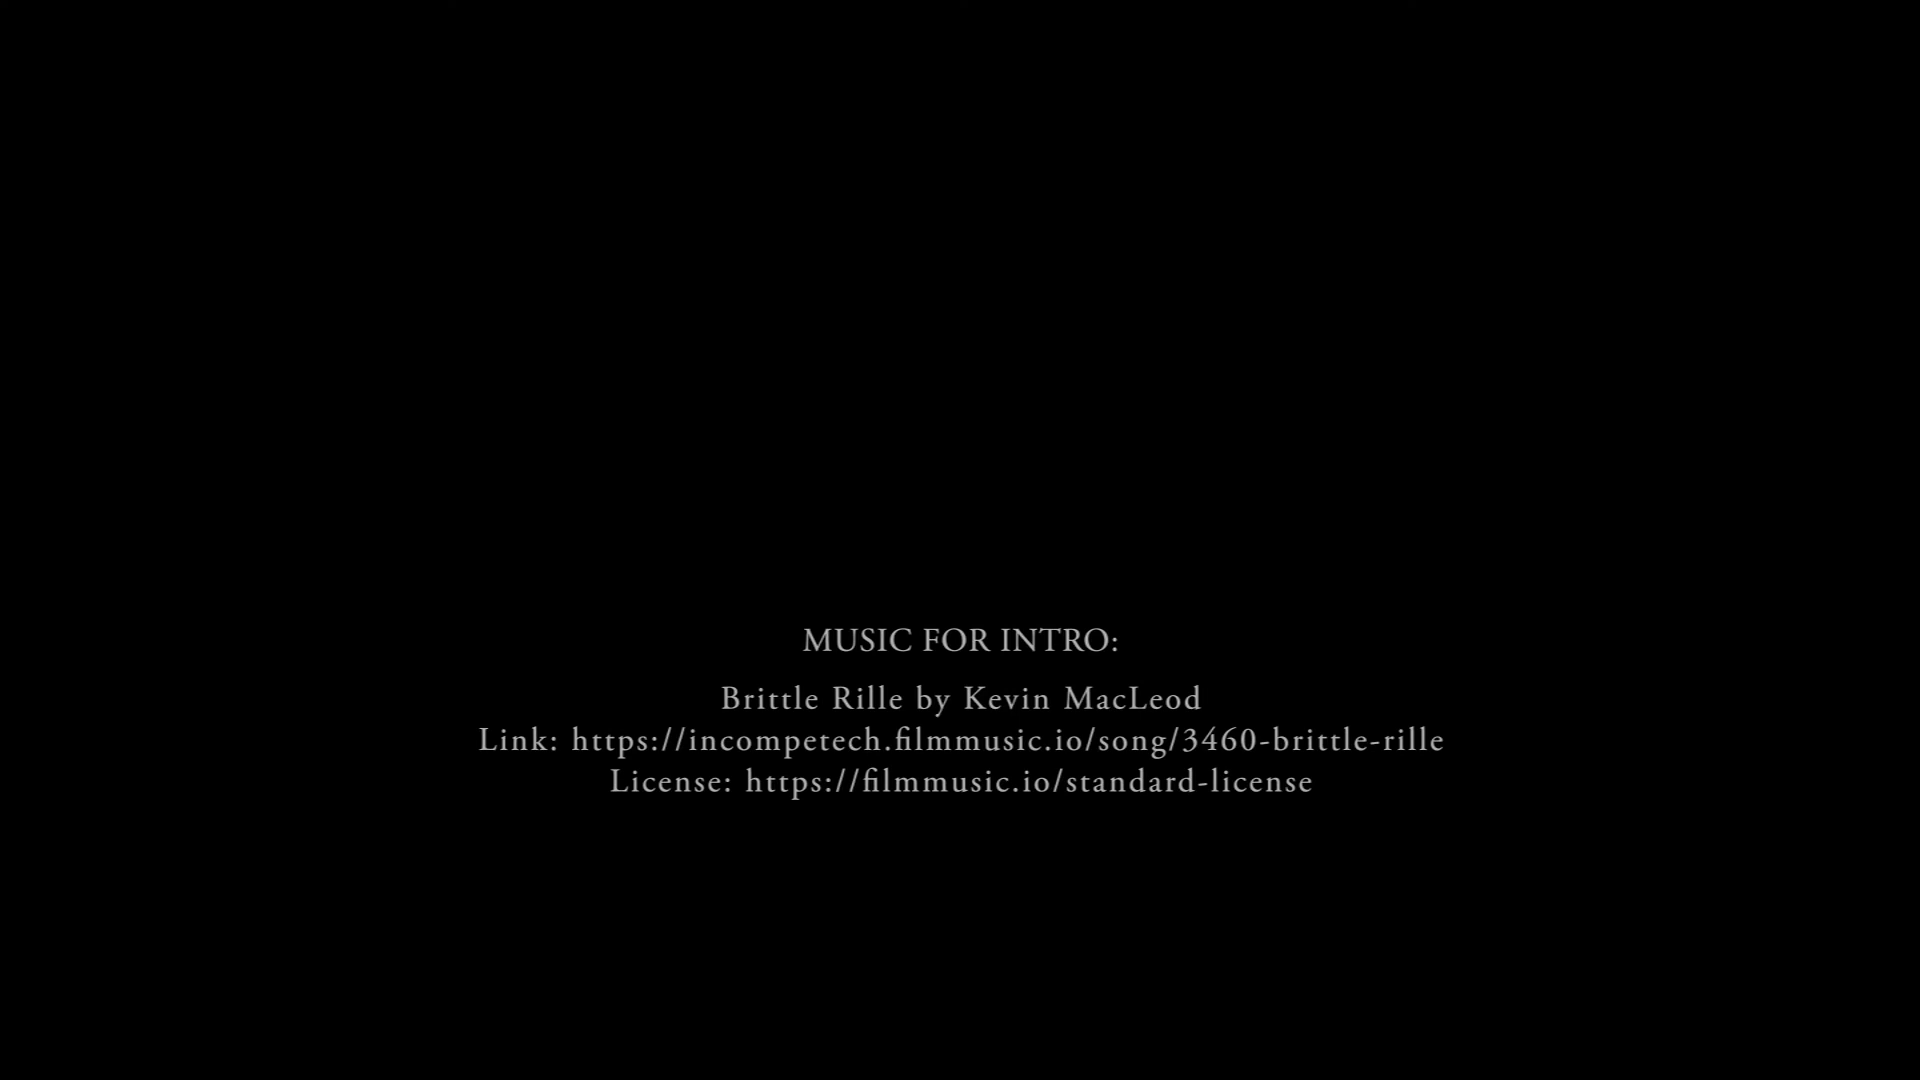 MUSIC FOR INTRO:
Brittle Rille by Kevin MacLeod
Link: https://incompetech.filmmusic.io/song/3460-brittle-rille
License: https://filmmusic.io/standard-license